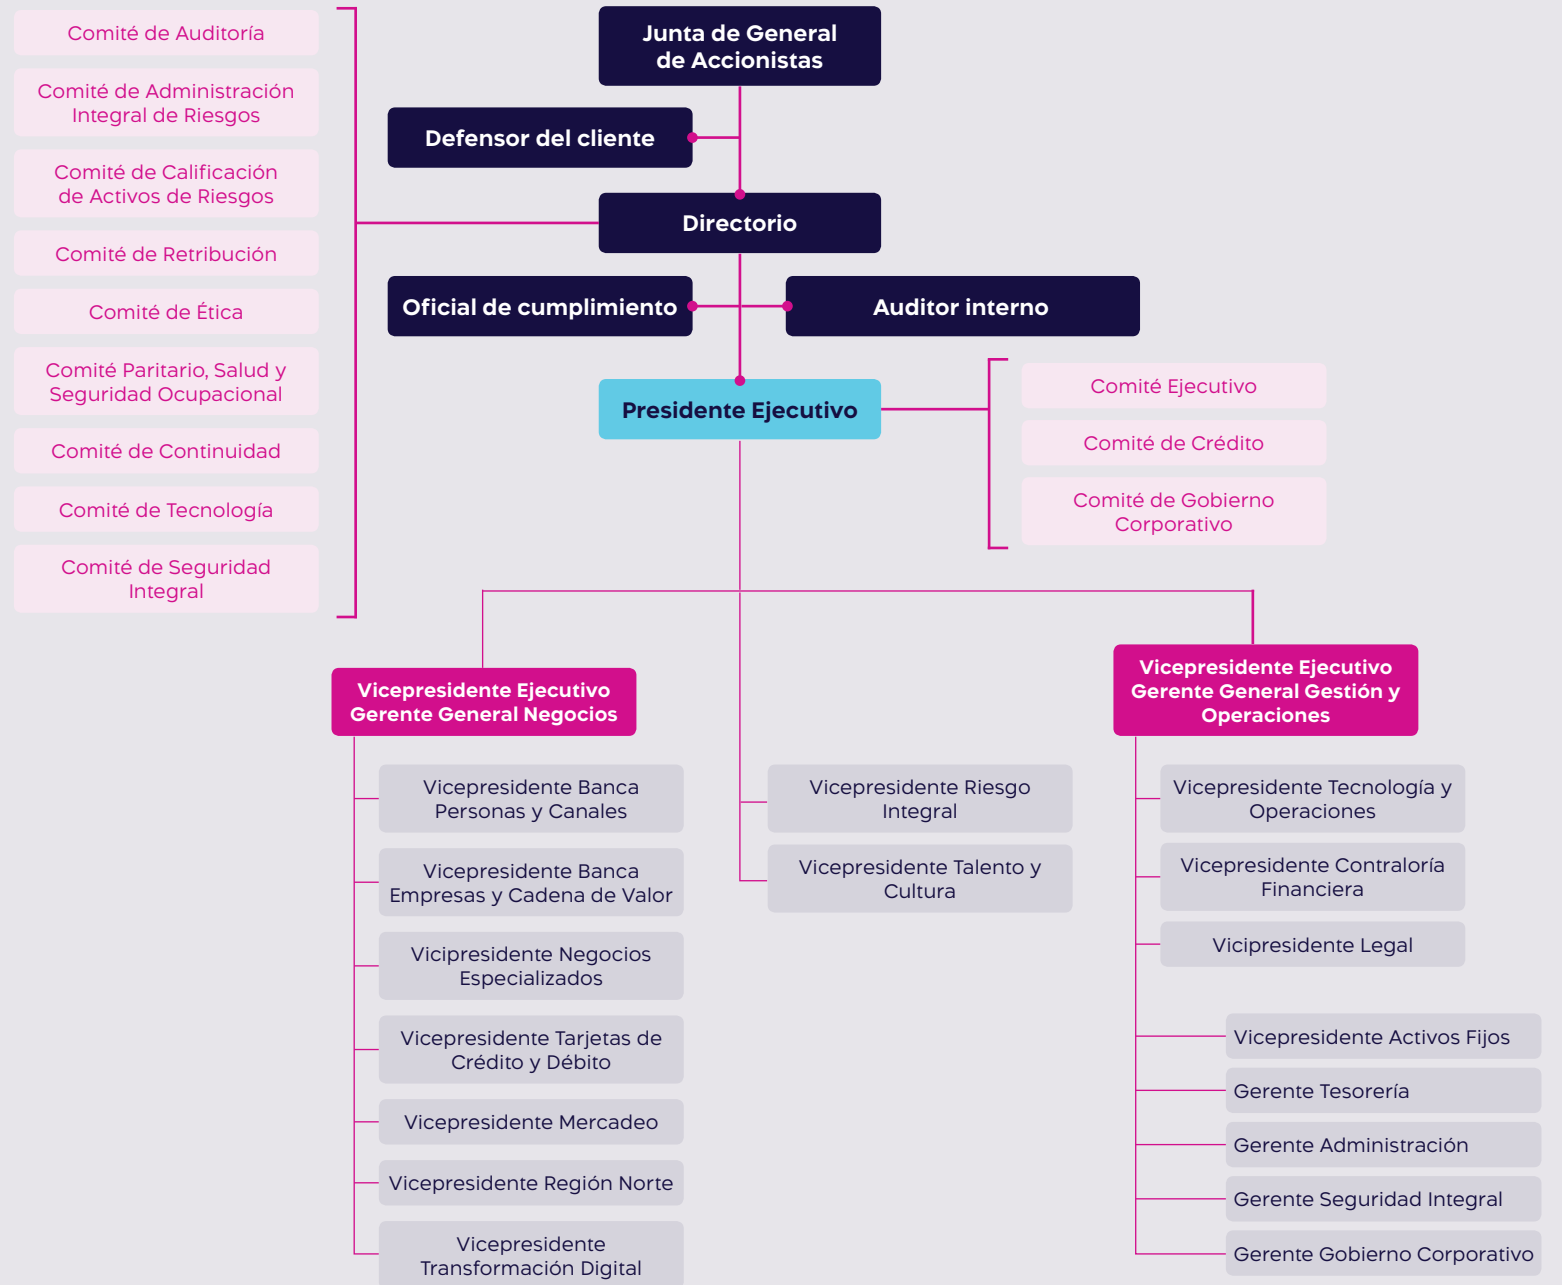 Junta de General
de Accionistas
Defensor del cliente
Directorio
Oficial de cumplimiento
Auditor interno
Presidente Ejecutivo
Comité de Auditoría
Comité de Administración
Integral de Riesgos
Comité de Calificación
de Activos de Riesgos
Comité de Retribución
Comité de Ética
Comité Paritario, Salud y
Seguridad Ocupacional
Comité de Continuidad
Comité de Tecnología
Comité de Seguridad
Integral
Comité Ejecutivo
Comité de Crédito
Comité de Gobierno
Corporativo
Vicepresidente Ejecutivo
Gerente General Negocios
Vicepresidente Banca
Personas y Canales
Vicepresidente Banca
Empresas y Cadena de Valor
Vicipresidente Negocios
Especializados
Vicepresidente Tarjetas de
Crédito y Débito
Vicepresidente Mercadeo
Vicepresidente Región Norte
Vicepresidente
Transformación Digital
Vicepresidente Riesgo
Integral
Vicepresidente Talento y
Cultura
Vicepresidente Ejecutivo
Gerente General Gestión y
Operaciones
Vicepresidente Tecnología y
Operaciones
Vicepresidente Contraloría
Financiera
Vicipresidente Legal
Vicepresidente Activos Fijos
Gerente Tesorería
Gerente Administración
Gerente Seguridad Integral
Gerente Gobierno Corporativo